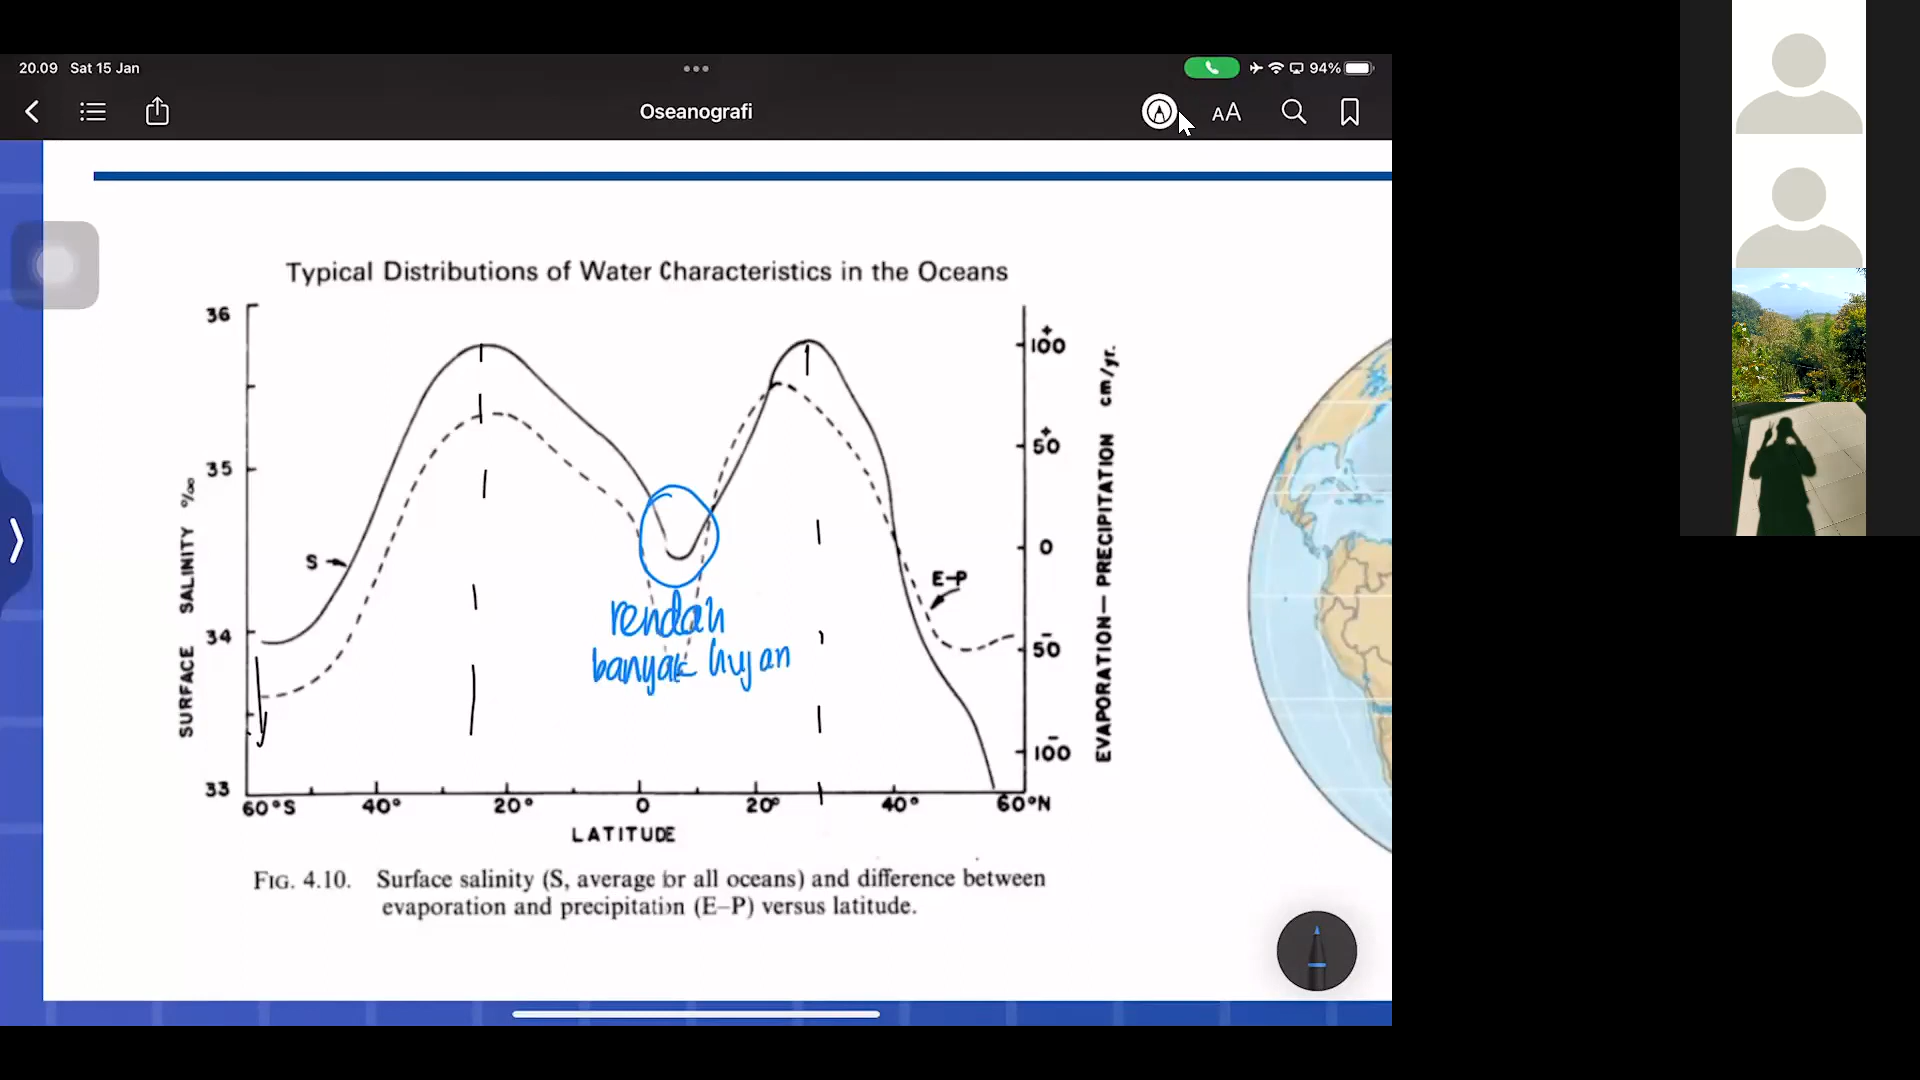 20.09 Sat 15 Jan
94%
Oseanografi
AA
Typical Distributions of Water Characteristics in the Oceans
36
35
34
33
SURFACE SALINITY ‰
S
rendah
banyak hujan
E-P
+
100
+
50
0
-
50
-
100
EVAPORATION— PRECIPITATION cm/yr.
60°S 40° 20° 0 20° 40° 60°N
LATITUDE
FIG. 4.10. Surface salinity (S, average for all oceans) and difference between
evaporation and precipitation (E–P) versus latitude.